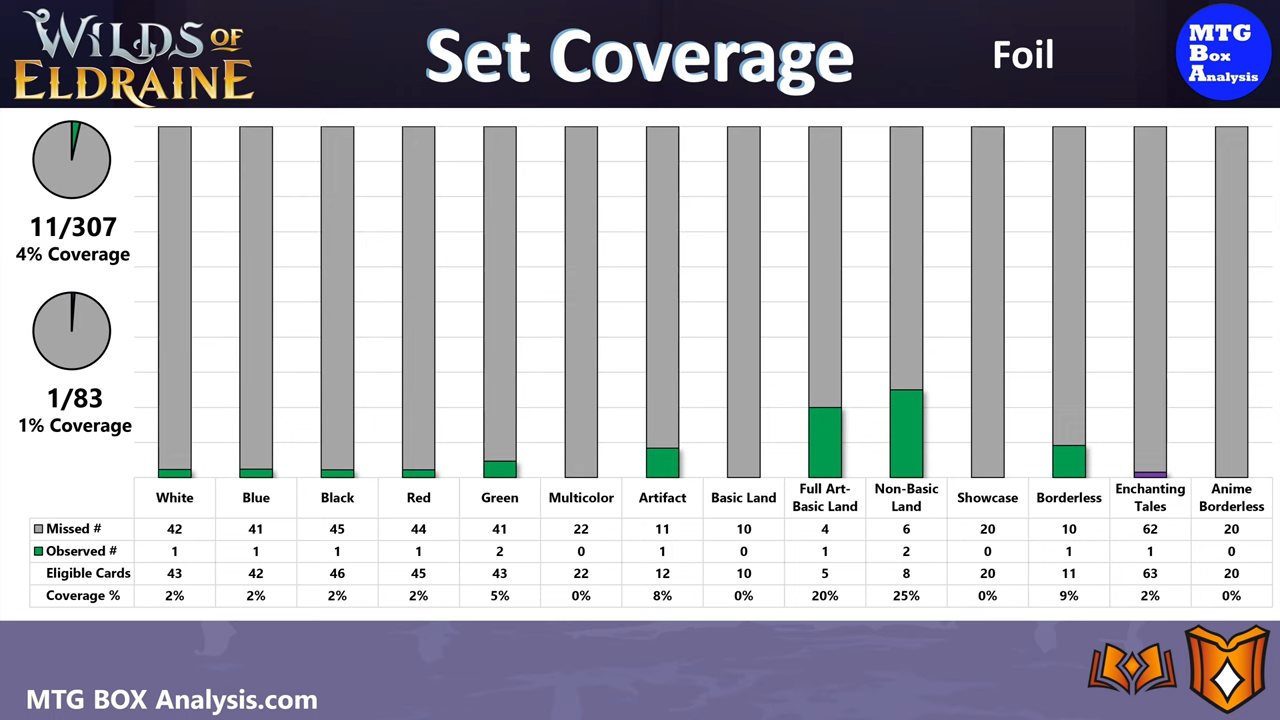 WILDS OF
ELDRAINE
Set Coverage
Foil
MTG
Box
Analysis
11/307
4% Coverage
1/83
1% Coverage
White Blue Black Red Green Multicolor Artifact Basic Land Full Art- Basic Land Non-Basic Land Showcase Borderless Enchanting Tales Anime Borderless
Missed # 42 41 45 44 41 22 11 10 4 6 20 10 62 20
Observed # 1 1 1 1 2 0 1 0 1 2 0 1 1 0
Eligible Cards 43 42 46 45 43 22 12 10 5 8 20 11 63 20
Coverage % 2% 2% 2% 2% 5% 0% 8% 0% 20% 25% 0% 9% 2% 0%
MTG BOX Analysis.com